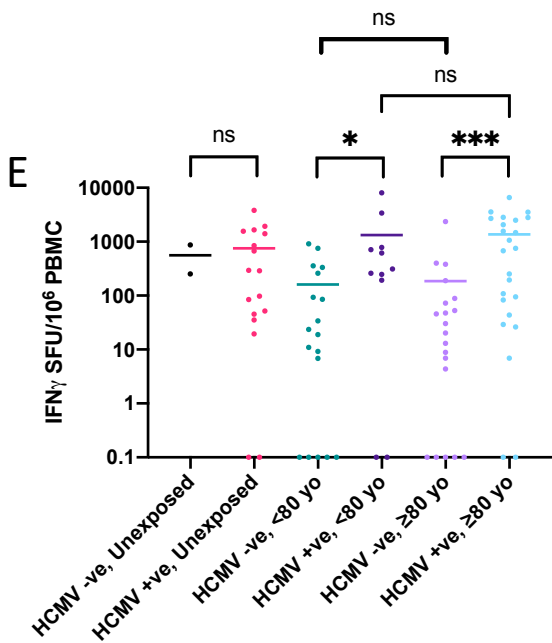 ns
ns
ns
*
***
E
10000
1000
100
10
1
0.1
IFNγ SFU/10⁶ PBMC
HCMV -ve, Unexposed
HCMV +ve, Unexposed
HCMV -ve, <80 yo
HCMV +ve, <80 yo
HCMV -ve, ≥80 yo
HCMV +ve, ≥80 yo